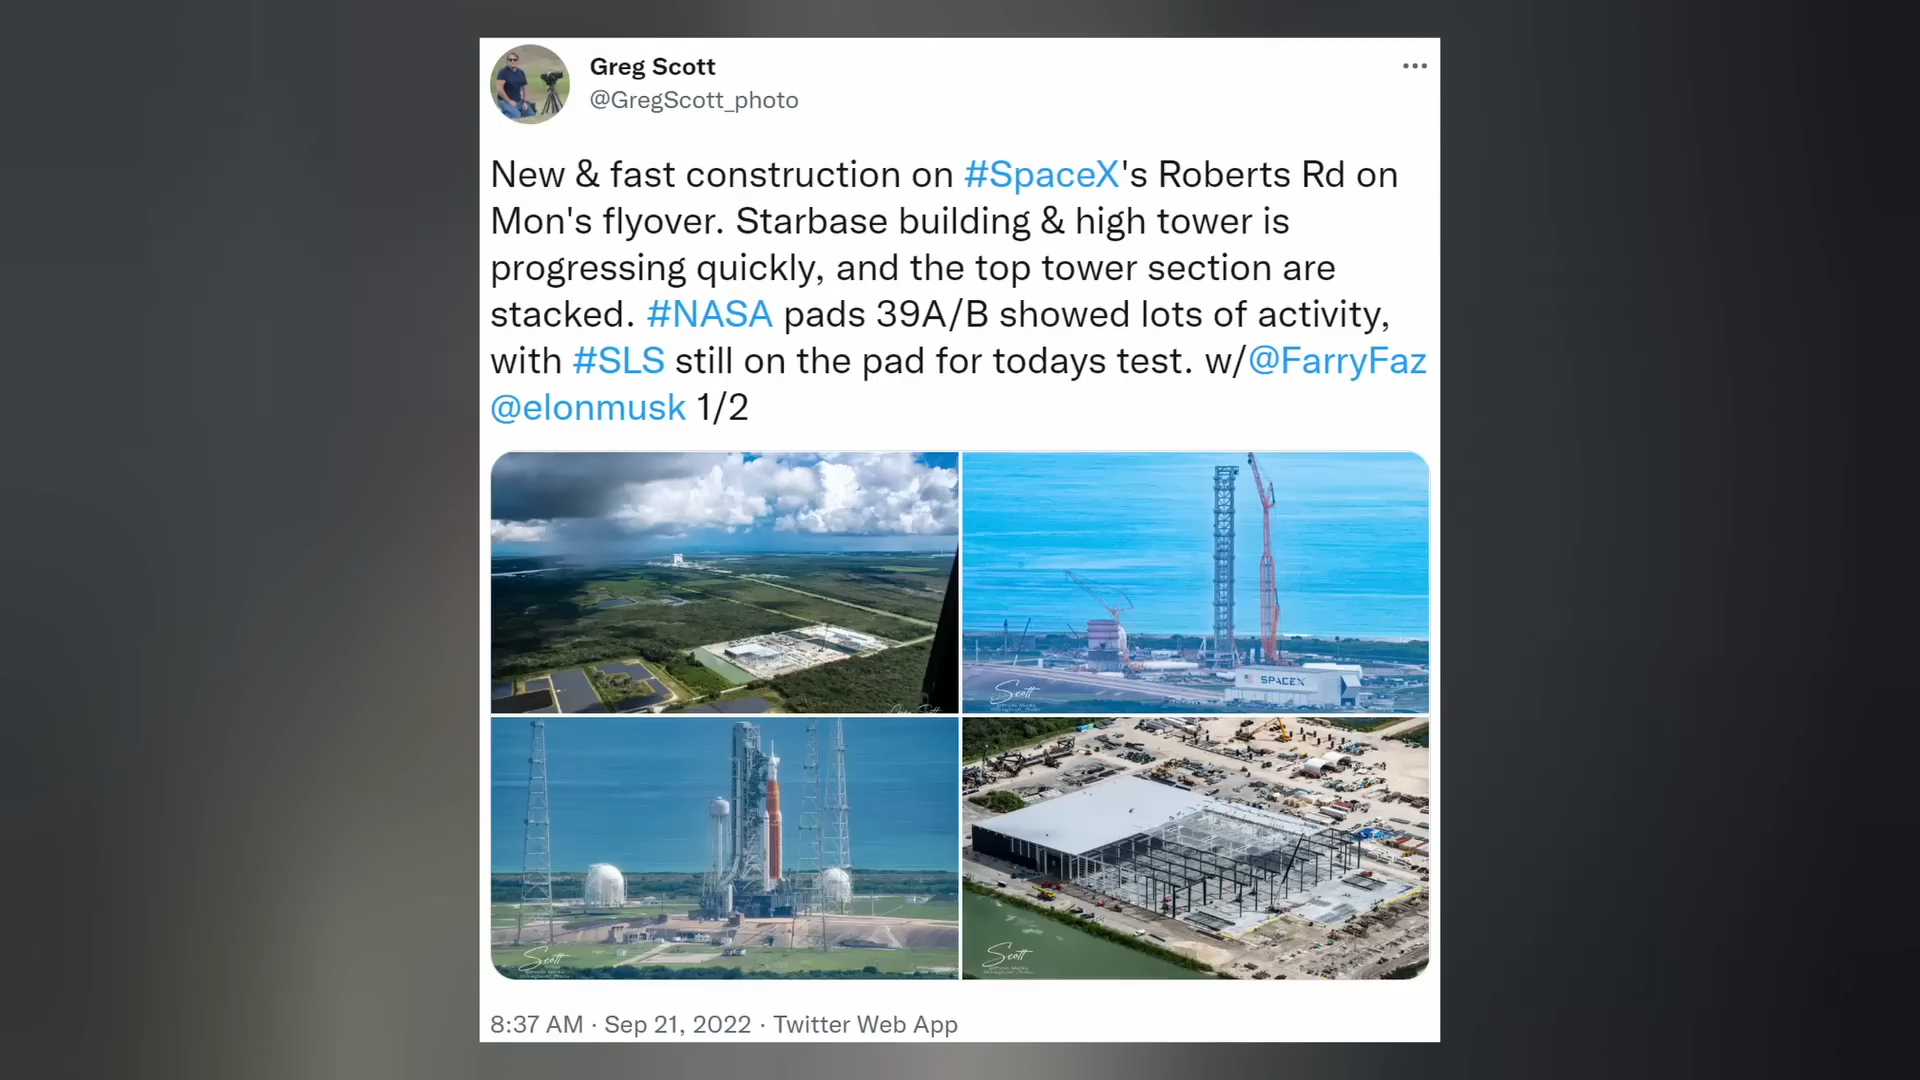 Greg Scott
@GregScott_photo
New & fast construction on #SpaceX's Roberts Rd on
Mon's flyover. Starbase building & high tower is
progressing quickly, and the top tower section are
stacked. #NASA pads 39A/B showed lots of activity,
with #SLS still on the pad for todays test. w/@FarryFaz
@elonmusk 1/2
SPACEX
Scott
Scott
Scott
8:37 AM · Sep 21, 2022 · Twitter Web App